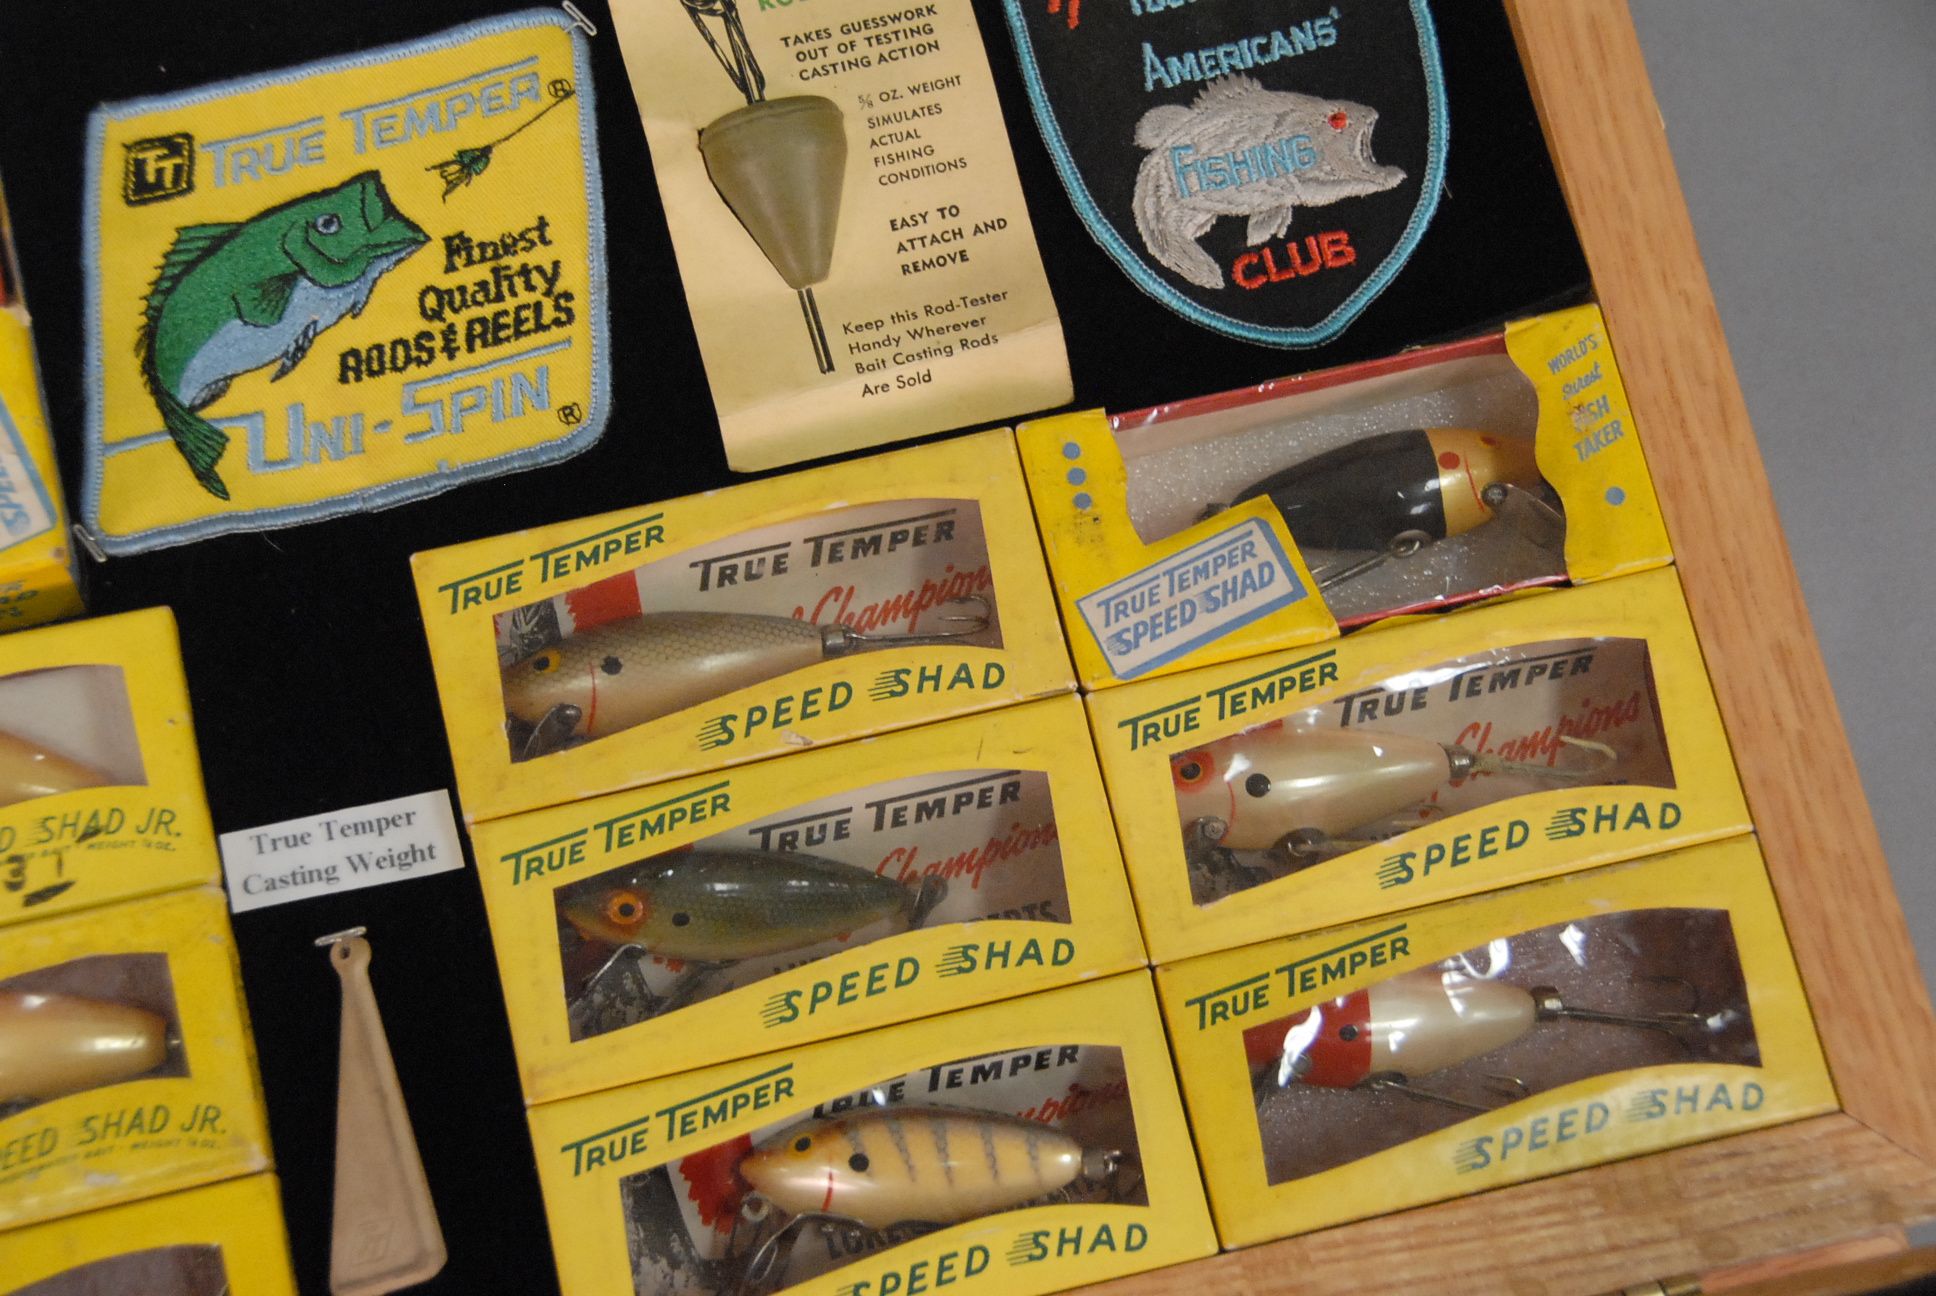 TT TRUE TEMPER®
Finest
Quality
RODS & REELS
UNI-SPIN®
TAKES GUESSWORK
OUT OF TESTING
CASTING ACTION
5/8 OZ. WEIGHT
SIMULATES
ACTUAL
FISHING
CONDITIONS
EASY TO
ATTACH AND
REMOVE
Keep this Rod-Tester
Handy Wherever
Bait Casting Rods
Are Sold
AMERICANS'
FISHING
CLUB
WORLD'S
surest
FISH
TAKER
TRUE TEMPER
SPEED SHAD
TRUE TEMPER
TRUE TEMPER
Champion
SPEED SHAD
TRUE TEMPER
TRUE TEMPER
Champions
SPEED SHAD
TRUE TEMPER
TRUE TEMPER
Champion
SPEED SHAD
TRUE TEMPER
SPEED SHAD
TRUE TEMPER
TRUE TEMPER
SPEED SHAD
SHAD JR.
SHAD JR.
True Temper
Casting Weight